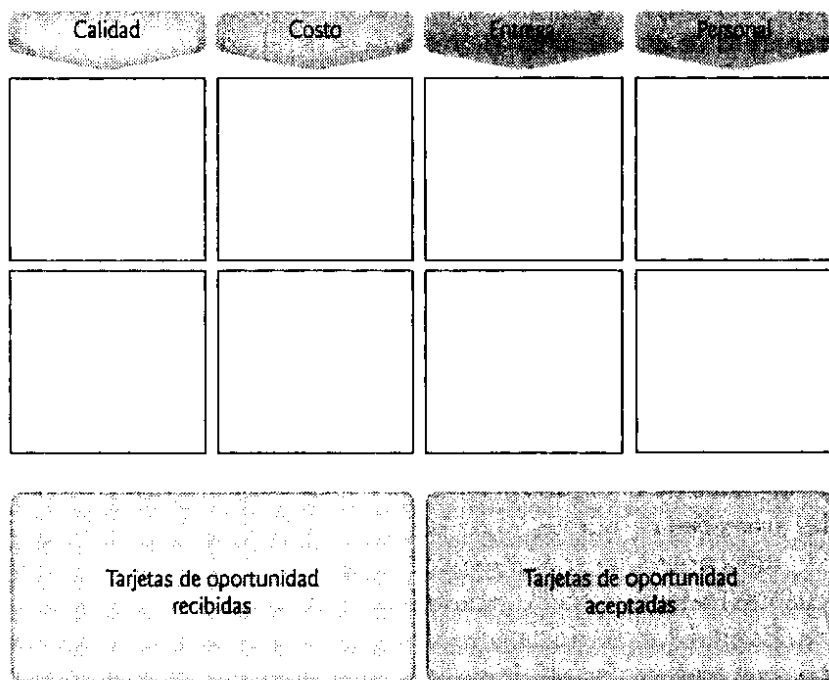 Calidad
Costo
Entrega
Personal
Tarjetas de oportunidad
recibidas
Tarjetas de oportunidad
aceptadas